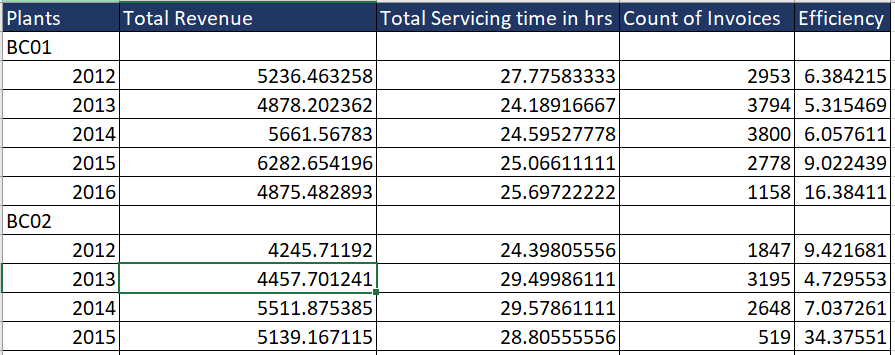 Plants Total Revenue Total Servicing time in hrs Count of Invoices Efficiency
BC01
2012 5236.463258 27.77583333 2953 6.384215
2013 4878.202362 24.18916667 3794 5.315469
2014 5661.56783 24.59527778 3800 6.057611
2015 6282.654196 25.06611111 2778 9.022439
2016 4875.482893 25.69722222 1158 16.38411
BC02
2012 4245.71192 24.39805556 1847 9.421681
2013 4457.701241 29.49986111 3195 4.729553
2014 5511.875385 29.57861111 2648 7.037261
2015 5139.167115 28.80555556 519 34.37551